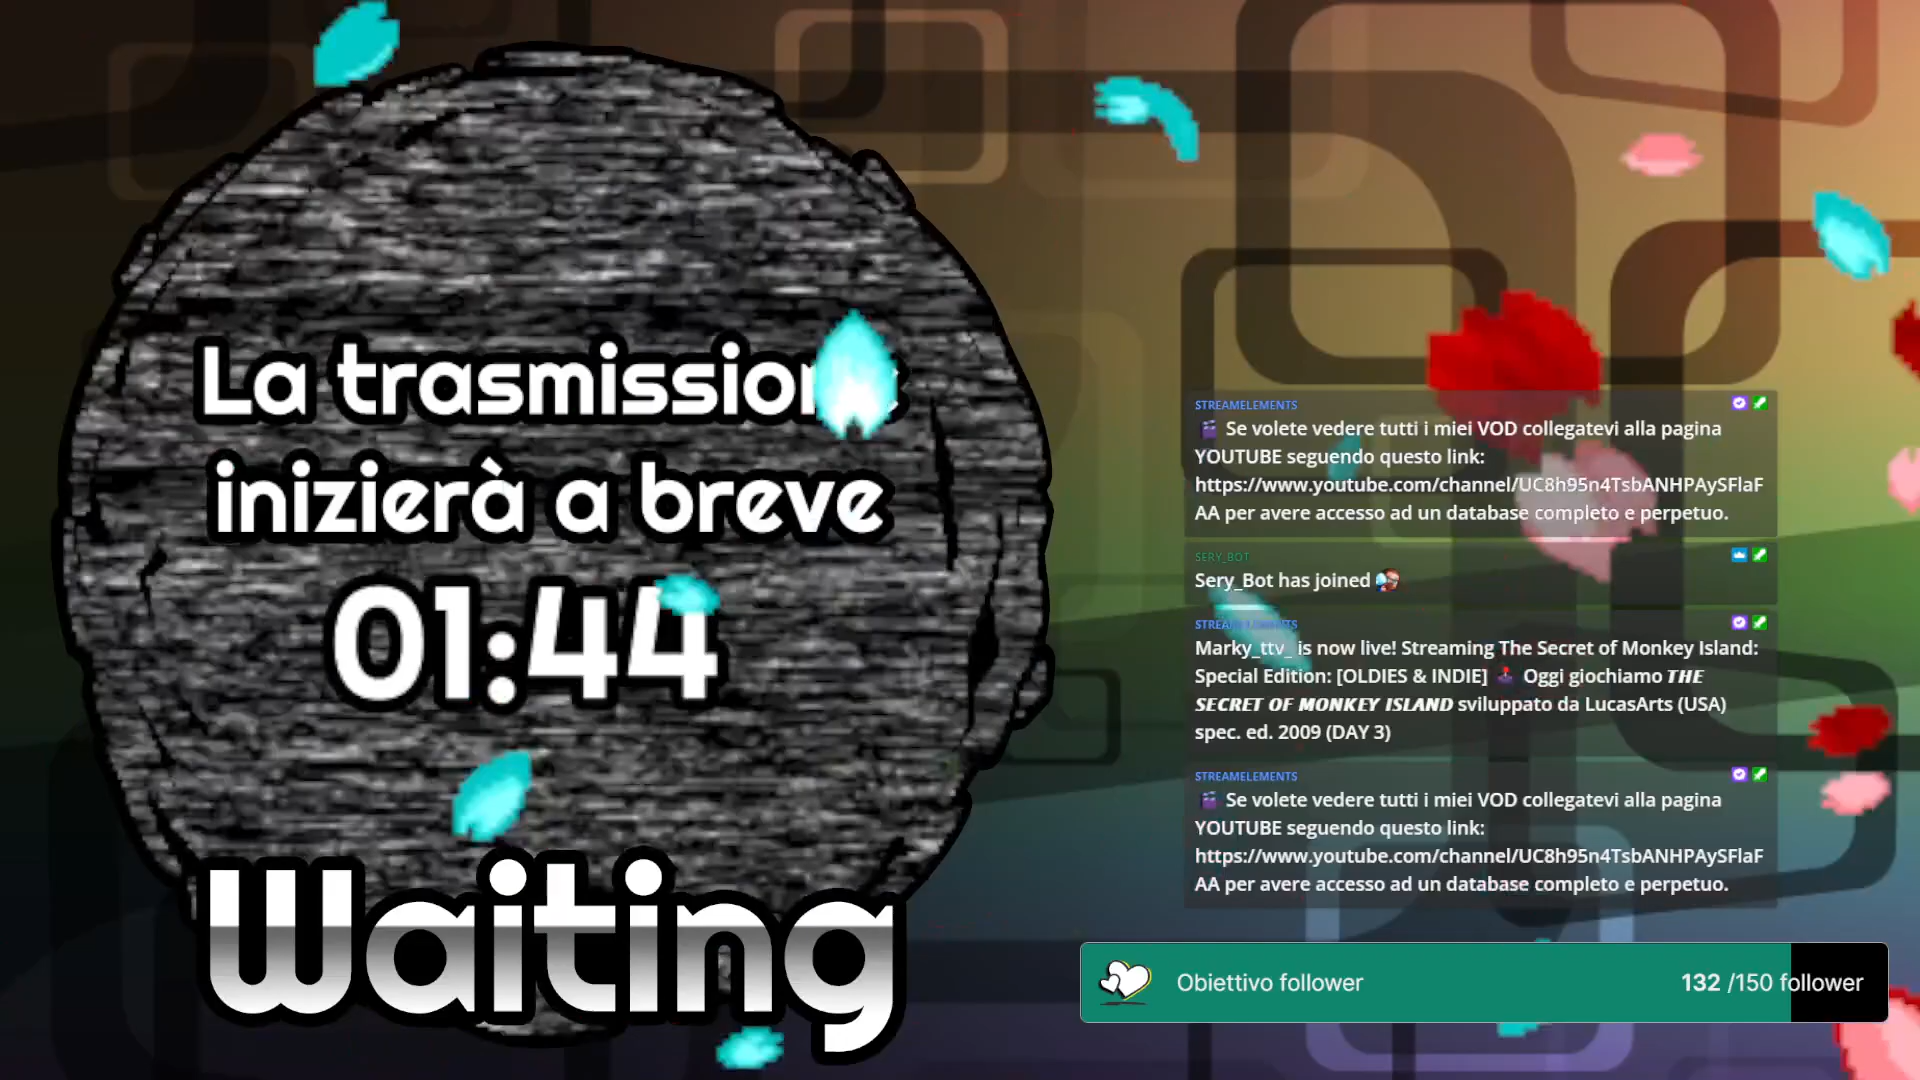 La trasmission
inizierà a breve
01:44
Waiting
STREAMELEMENTS
Se volete vedere tutti i miei VOD collegatevi alla pagina
YOUTUBE seguendo questo link:
https://www.youtube.com/channel/UC8h95n4TsbANHPAySFlaF
AA per avere accesso ad un database completo e perpetuo.
SERY_BOT
Sery_Bot has joined
STREAMELEMENTS
Marky_ttv_ is now live! Streaming The Secret of Monkey Island:
Special Edition: [OLDIES & INDIE] Oggi giochiamo THE
SECRET OF MONKEY ISLAND sviluppato da LucasArts (USA)
spec. ed. 2009 (DAY 3)
STREAMELEMENTS
Se volete vedere tutti i miei VOD collegatevi alla pagina
YOUTUBE seguendo questo link:
https://www.youtube.com/channel/UC8h95n4TsbANHPAySFlaF
AA per avere accesso ad un database completo e perpetuo.
Obiettivo follower 132 /150 follower